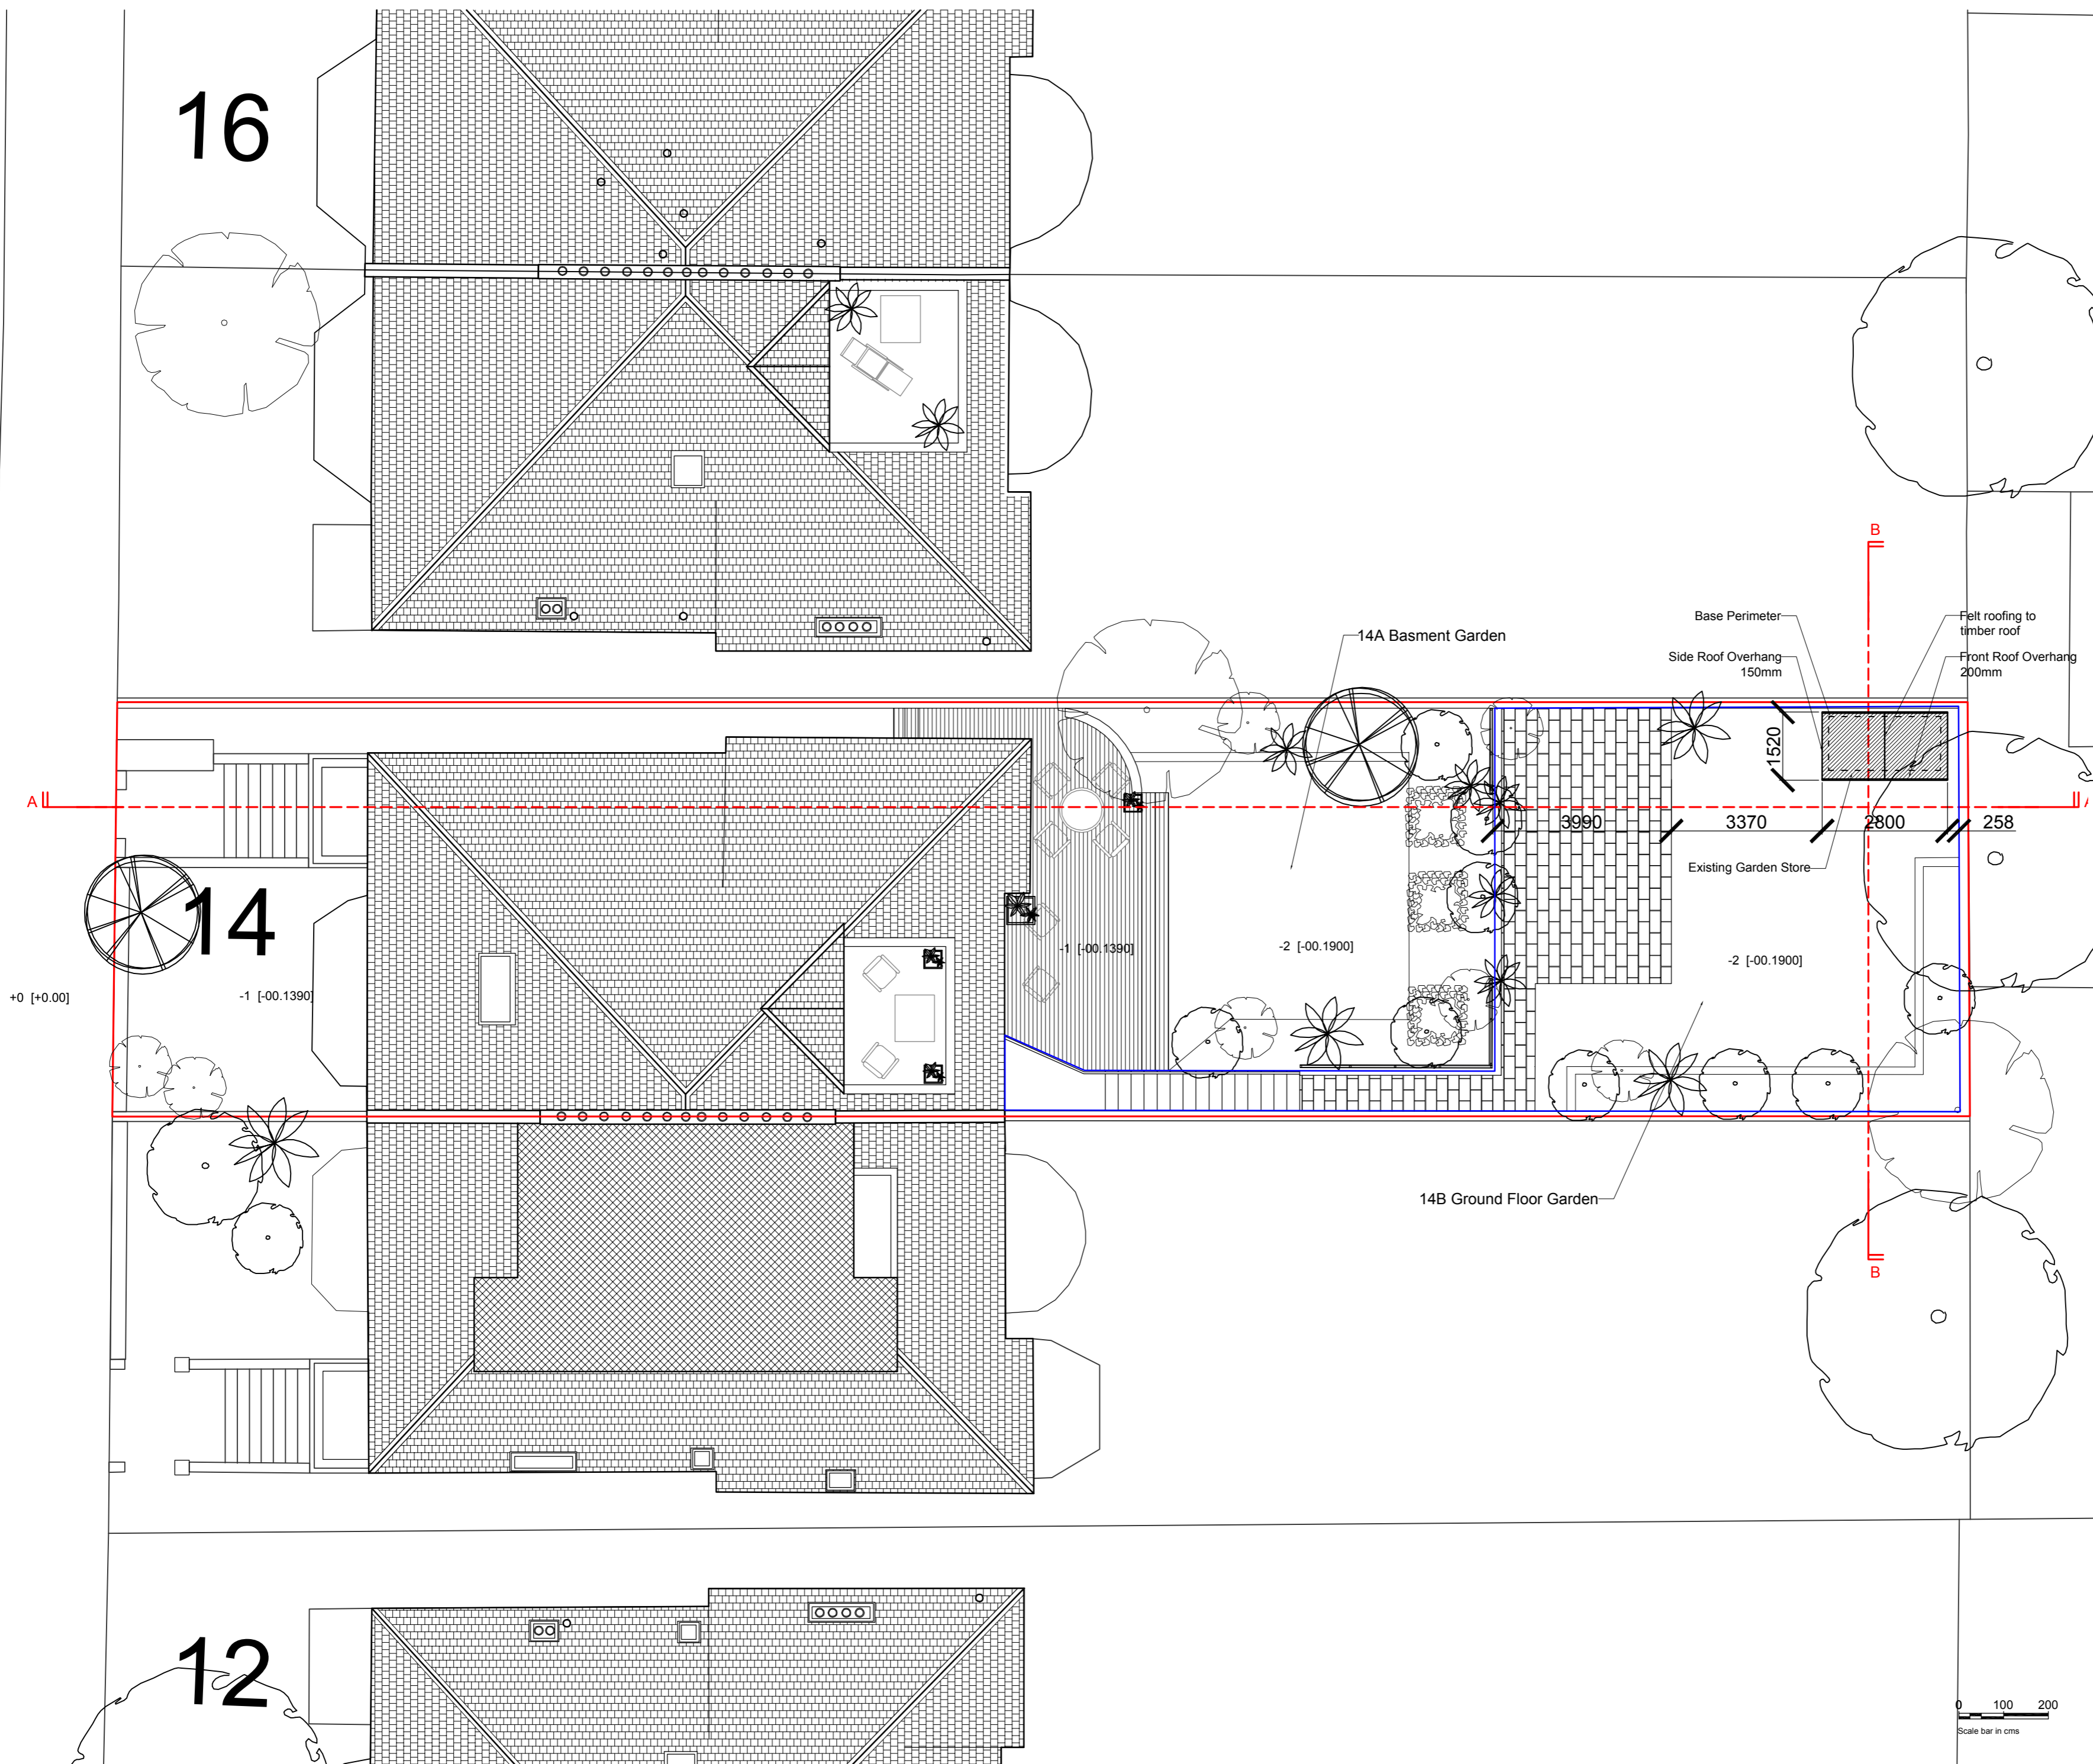 16
B
Base Perimeter
Felt roofing to
timber roof
14A Basment Garden
Side Roof Overhang
150mm
Front Roof Overhang
200mm
1520
A
3990
3370
2800
258
Existing Garden Store
14
-1 [-00.1390]
-2 [-00.1900]
-2 [-00.1900]
+0 [+0.00]
-1 [-00.1390]
14B Ground Floor Garden
B
12
0 100 200
Scale bar in cms